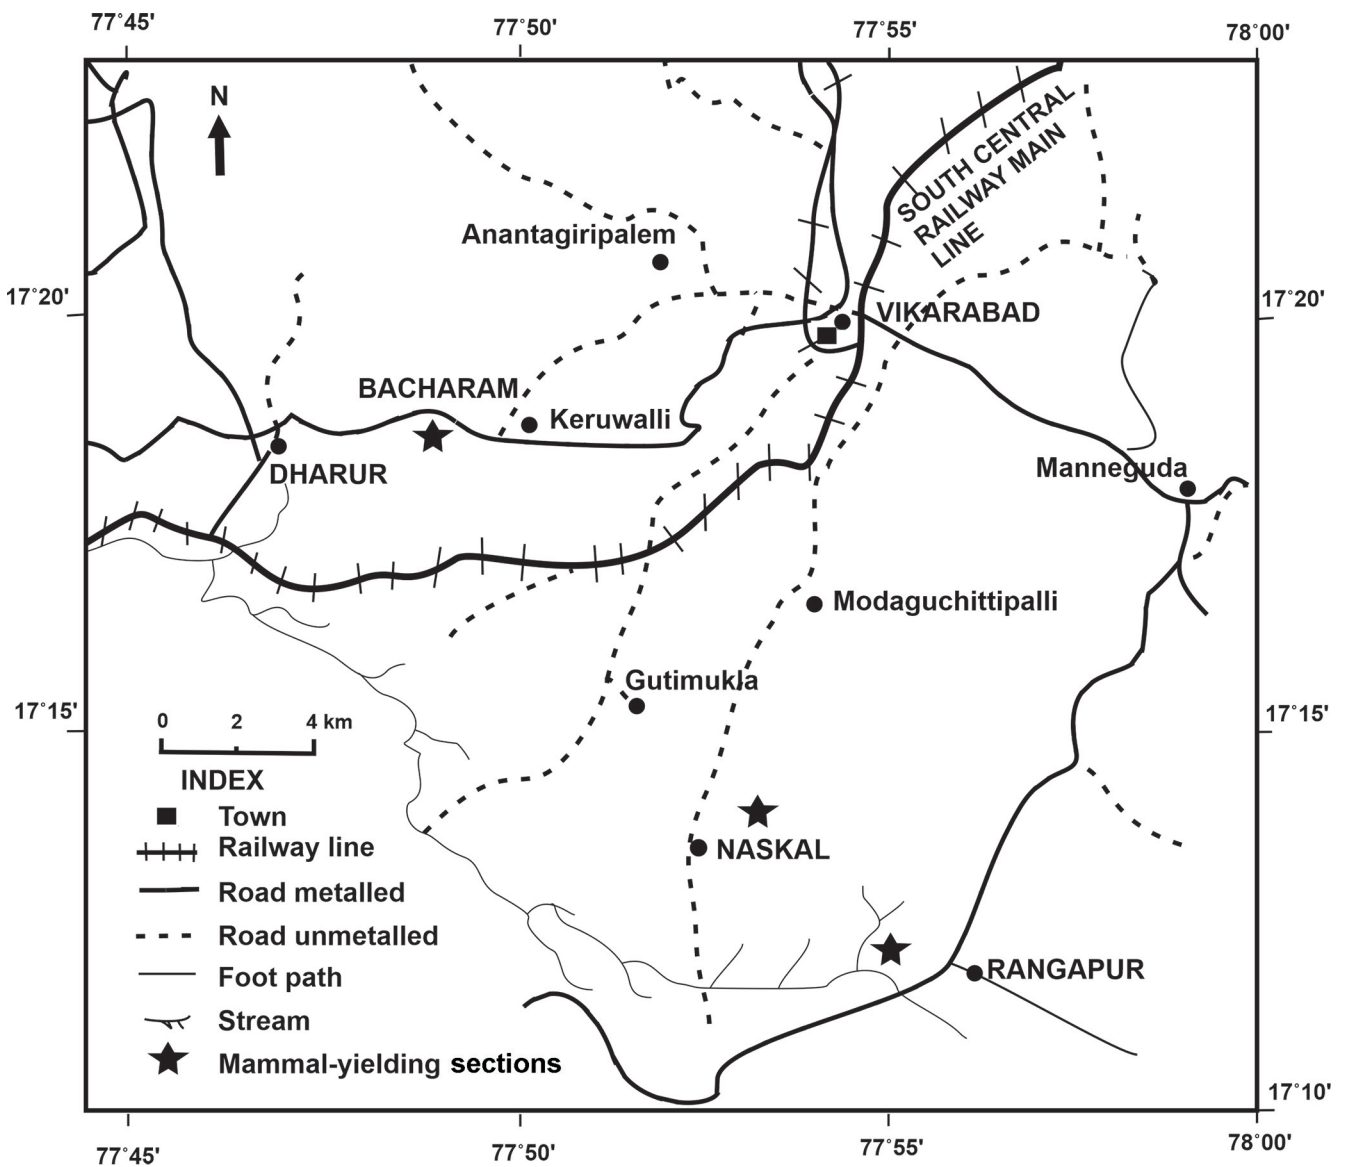 77°45'
77°50'
77°55'
78°00'
N
SOUTH CENTRAL
RAILWAY MAIN
LINE
Anantagiripalem
17°20'
17°20'
VIKARABAD
BACHARAM
Keruwalli
DHARUR
Manneguda
Modaguchittipalli
Gutimukla
17°15'
17°15'
0 2 4 km
INDEX
Town
Railway line
NASKAL
Road metalled
Road unmetalled
Foot path
RANGAPUR
Stream
Mammal-yielding sections
17°10'
77°45'
77°50'
77°55'
78°00'